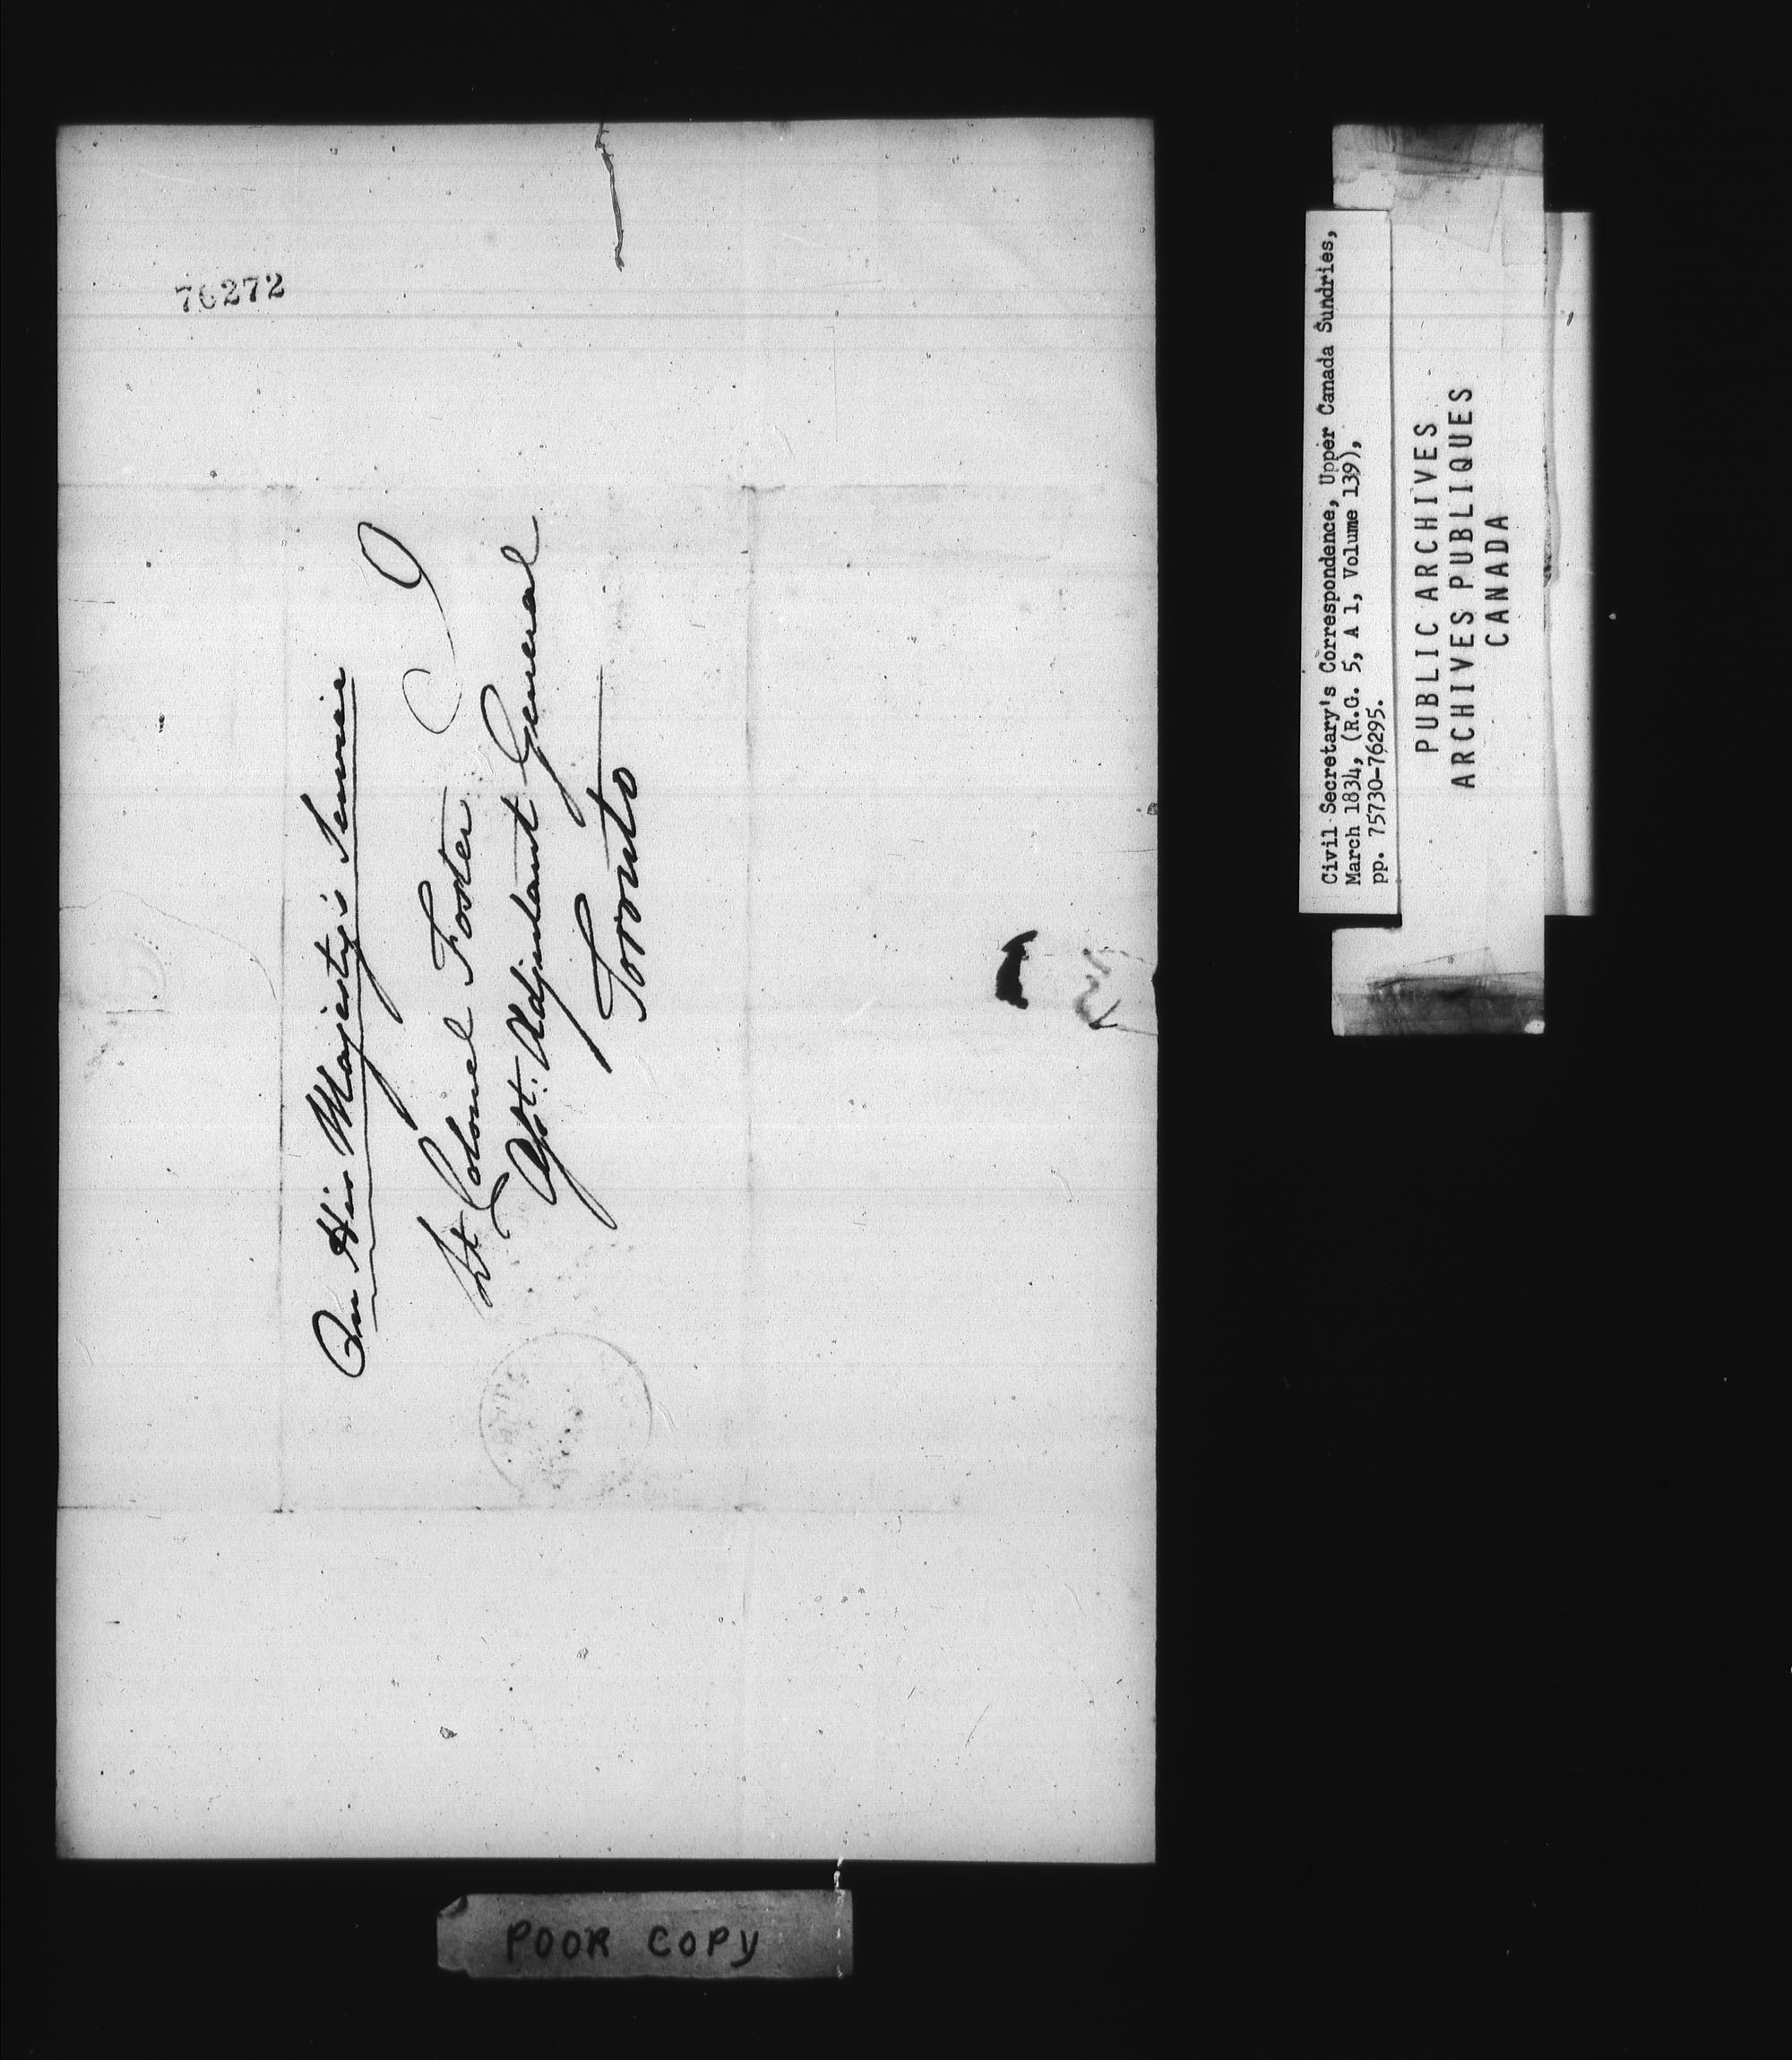 76272
On His Majesty's Service
Lt Colonel Foster
Asst. Adjutant General
Toronto
Civil Secretary's Correspondence, Upper Canada Sundries,
March 1834, (R.G. 5, A 1, Volume 139),
pp. 75730-76295.
PUBLIC ARCHIVES
ARCHIVES PUBLIQUES
CANADA
POOR COPY